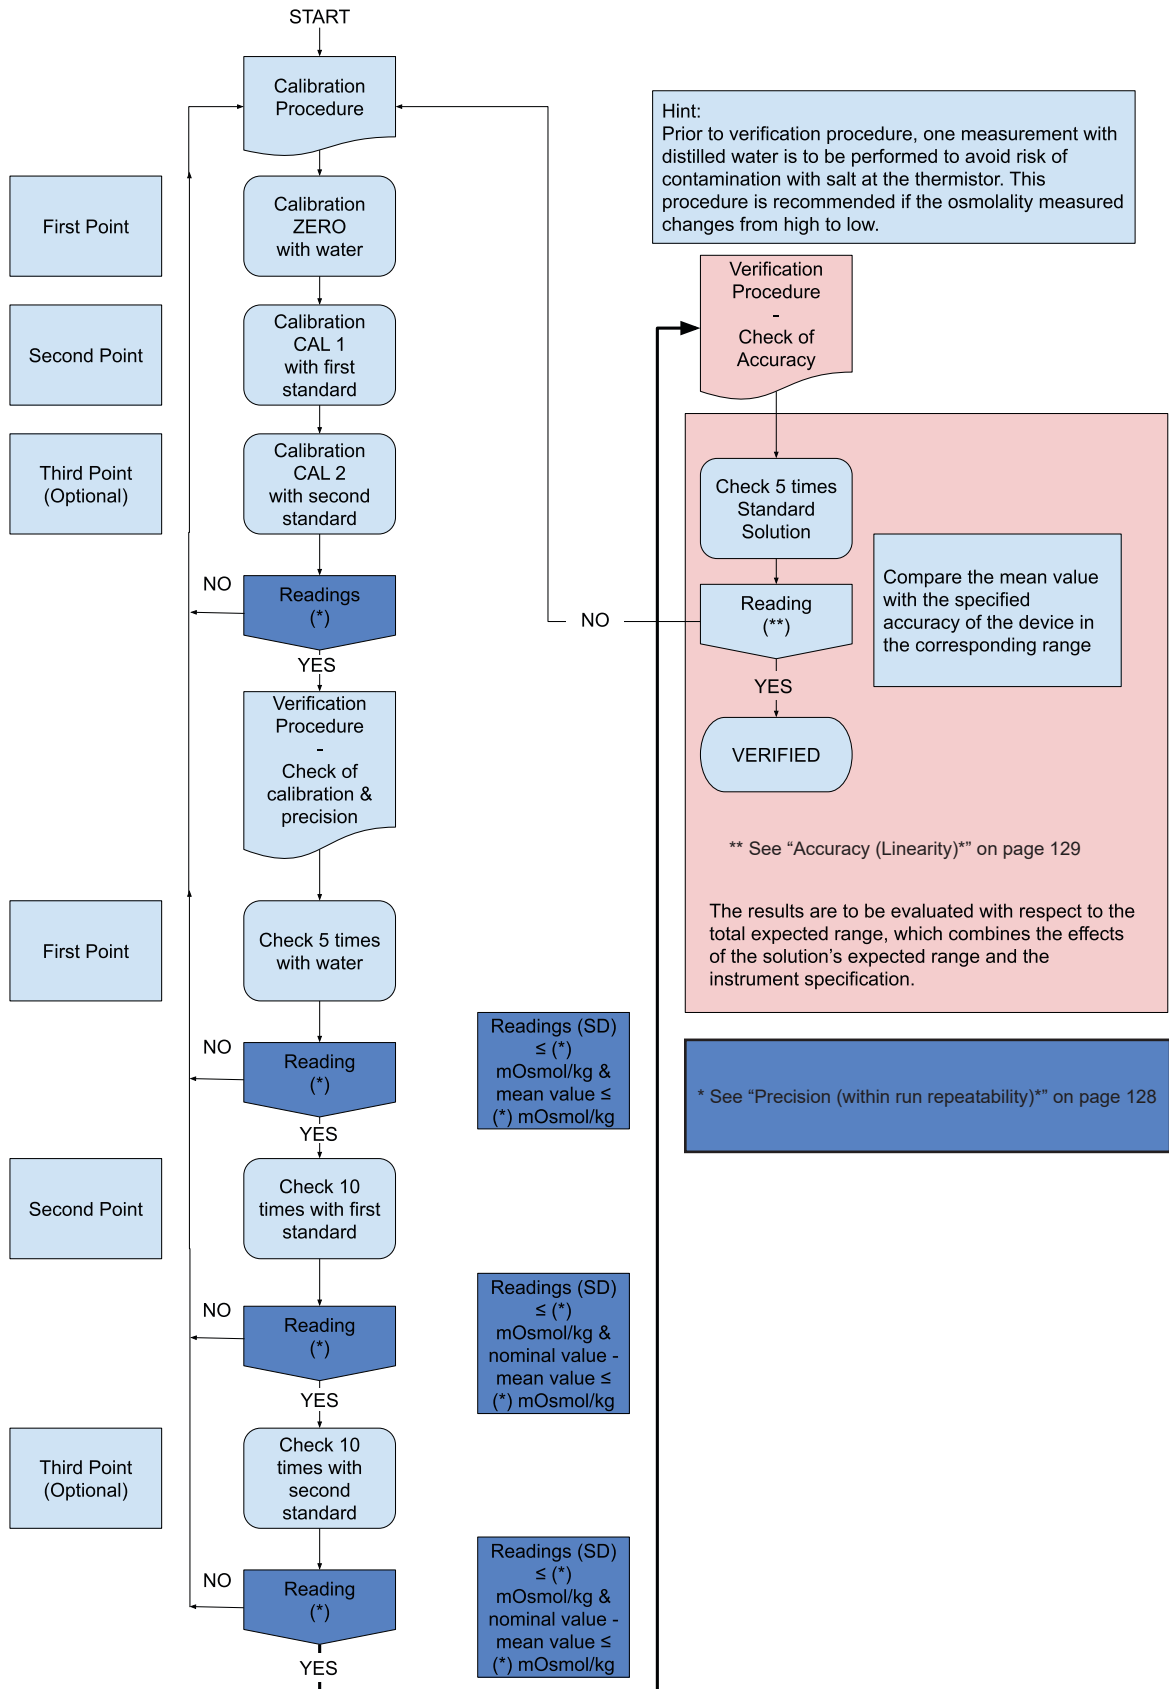 START
Calibration
Procedure
Hint:
Prior to verification procedure, one measurement with
distilled water is to be performed to avoid risk of
contamination with salt at the thermistor. This
procedure is recommended if the osmolality measured
changes from high to low.
First Point
Calibration
ZERO
with water
Second Point
Calibration
CAL 1
with first
standard
Third Point
(Optional)
Calibration
CAL 2
with second
standard
NO
Readings
(*)
YES
Verification
Procedure
-
Check of
calibration &
precision
First Point
Check 5 times
with water
NO
Reading
(*)
Readings (SD)
≤ (*)
mOsmol/kg &
mean value ≤
(*) mOsmol/kg
YES
Second Point
Check 10
times with first
standard
NO
Reading
(*)
Readings (SD)
≤ (*)
mOsmol/kg &
nominal value -
mean value ≤
(*) mOsmol/kg
YES
Third Point
(Optional)
Check 10
times with
second
standard
NO
Reading
(*)
Readings (SD)
≤ (*)
mOsmol/kg &
nominal value -
mean value ≤
(*) mOsmol/kg
YES
Verification
Procedure
-
Check of
Accuracy
Check 5 times
Standard
Solution
Reading
(**)
NO
Compare the mean value
with the specified
accuracy of the device in
the corresponding range
YES
VERIFIED
** See “Accuracy (Linearity)*” on page 129
The results are to be evaluated with respect to the
total expected range, which combines the effects
of the solution’s expected range and the
instrument specification.
* See “Precision (within run repeatability)*” on page 128